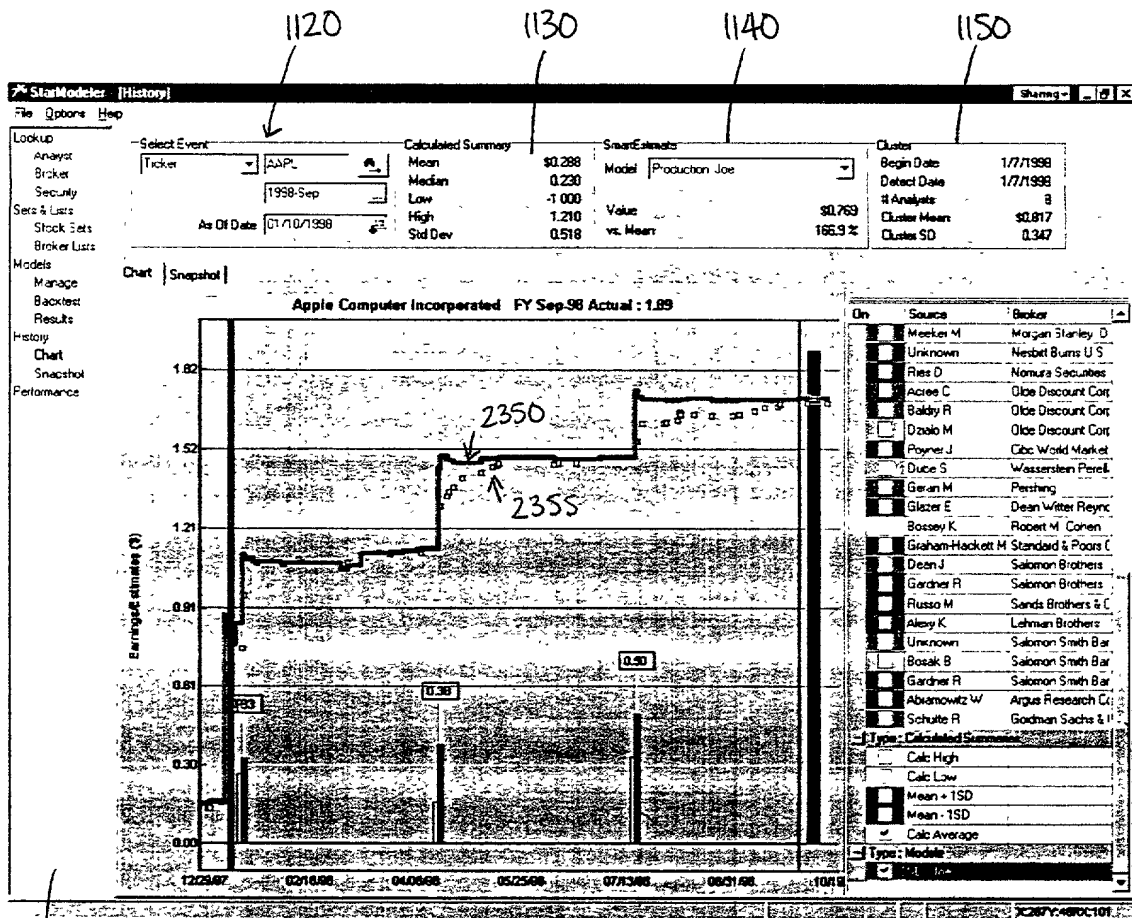 1120
1130
1140
1150
StarModeler - [History]
Sharing
File Options Help
Lookup
Analyst
Broker
Security
Sets & Lists
Stock Sets
Broker Lists
Models
Manage
Backtest
Results
History
Chart
Snapshot
Performance
Select Event
Ticker AAPL
1998-Sep
As Of Date 01/10/1998
Calculated Summary
Mean $0.288
Median 0.230
Low -1.000
High 1.210
Std Dev 0.518
SmartEstimate
Model Production Joe
Value $0.769
vs. Mean 166.9 %
Cluster
Begin Date 1/7/1998
Detect Date 1/7/1998
# Analysts 8
Cluster Mean $0.817
Cluster SD 0.347
Chart Snapshot
Apple Computer Incorporated FY Sep-98 Actual : 1.89
Earnings/Estimates ($)
1.82
1.52
1.21
0.91
0.61
0.30
0.00
2350
2355
0.38
0.50
12/29/97 02/16/98 04/06/98 05/25/98 07/13/98 08/31/98 10/19
On Source Broker
Meeker M Morgan Stanley D
Unknown Nesbitt Burns U S
Ries D Nomura Securities
Acree C Olde Discount Corp
Baldry R Olde Discount Corp
Dzialo M Olde Discount Corp
Poyner J Cibc World Market
Duce S Wasserstein Perell
Geran M Pershing
Glazer E Dean Witter Reync
Bossey K Robert M. Cohen
Graham-Hackett M Standard & Poors C
Dean J Salomon Brothers
Gardner R Salomon Brothers
Russo M Sands Brothers & C
Alexy K Lehman Brothers
Unknown Salomon Smith Bar
Bosak B Salomon Smith Bar
Gardner R Salomon Smith Bar
Abramowitz W Argus Research Co
Schutte R Goldman Sachs &
Type : Calculated Summaries
Calc High
Calc Low
Mean + 1SD
Mean - 1SD
Calc Average
Type : Models